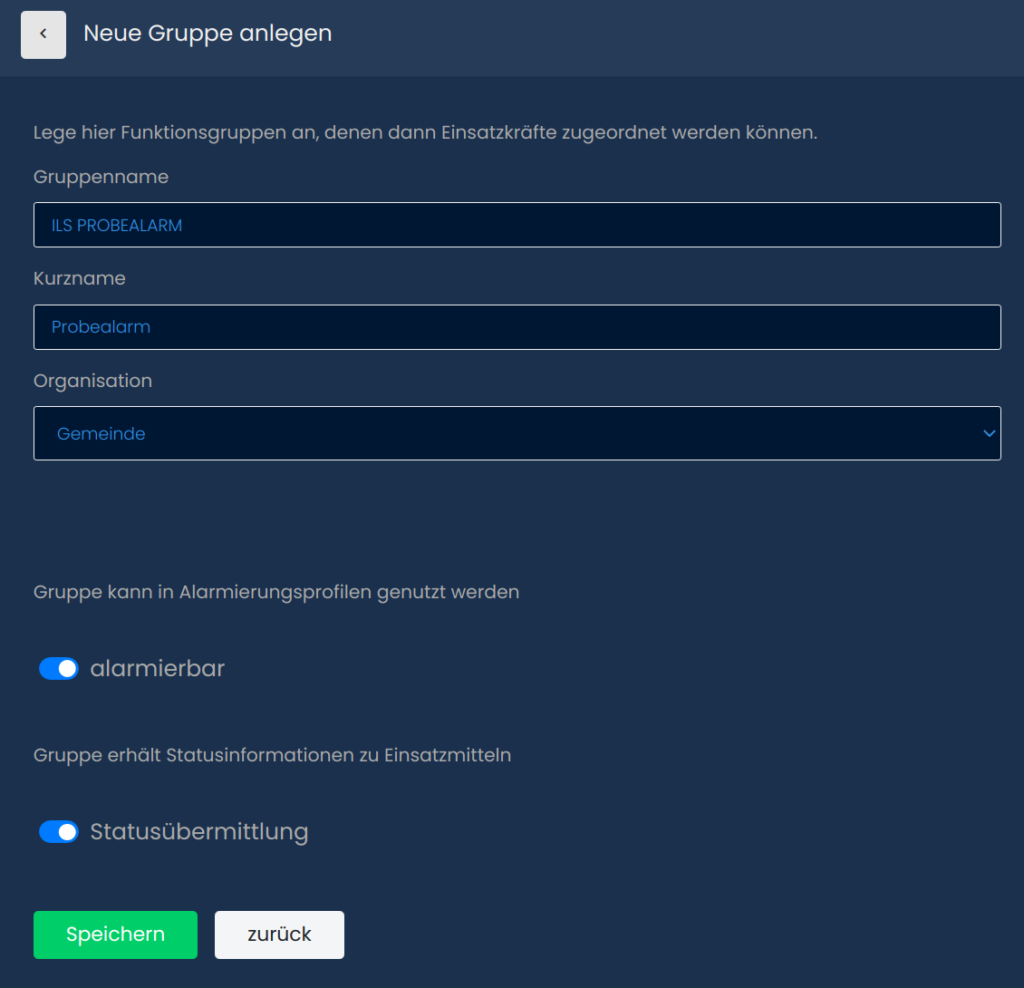 Neue Gruppe anlegen
Lege hier Funktionsgruppen an, denen dann Einsatzkräfte zugeordnet werden können.
Gruppenname
ILS PROBEALARM
Kurzname
Probealarm
Organisation
Gemeinde
Gruppe kann in Alarmierungsprofilen genutzt werden
alarmierbar
Gruppe erhält Statusinformationen zu Einsatzmitteln
Statusübermittlung
Speichern zurück